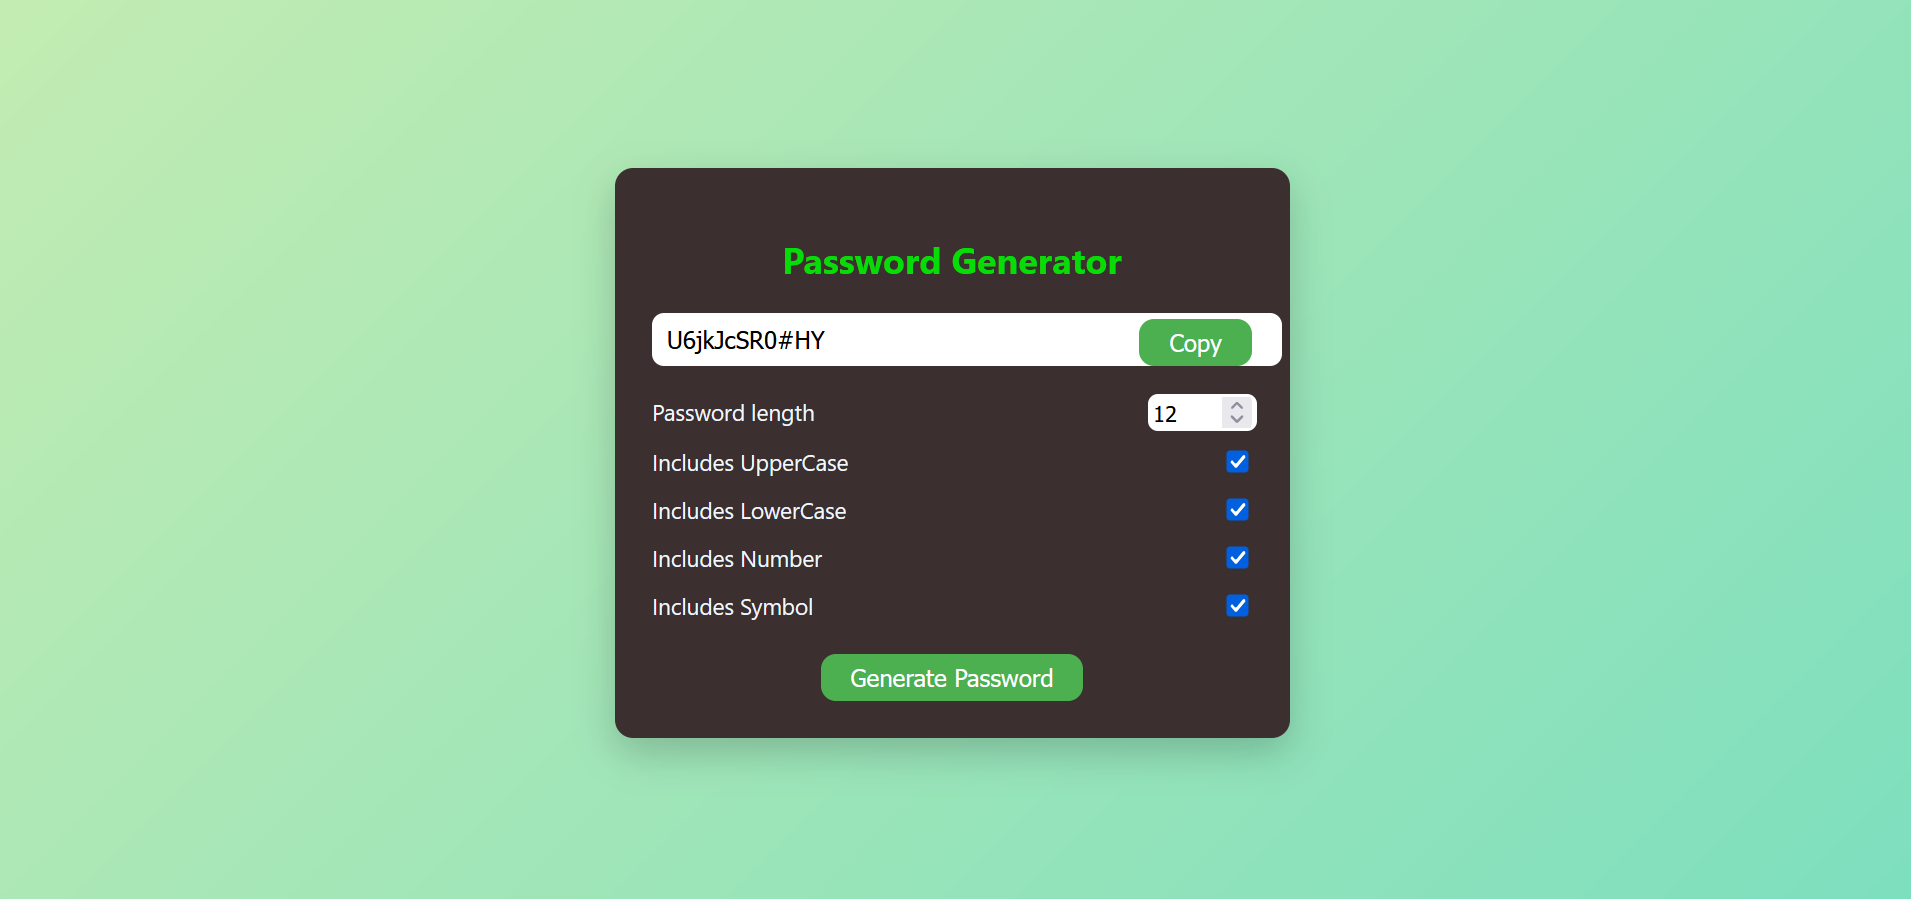 Password Generator
U6jkJcSR0#HY Copy
Password length 12
Includes UpperCase
Includes LowerCase
Includes Number
Includes Symbol
Generate Password